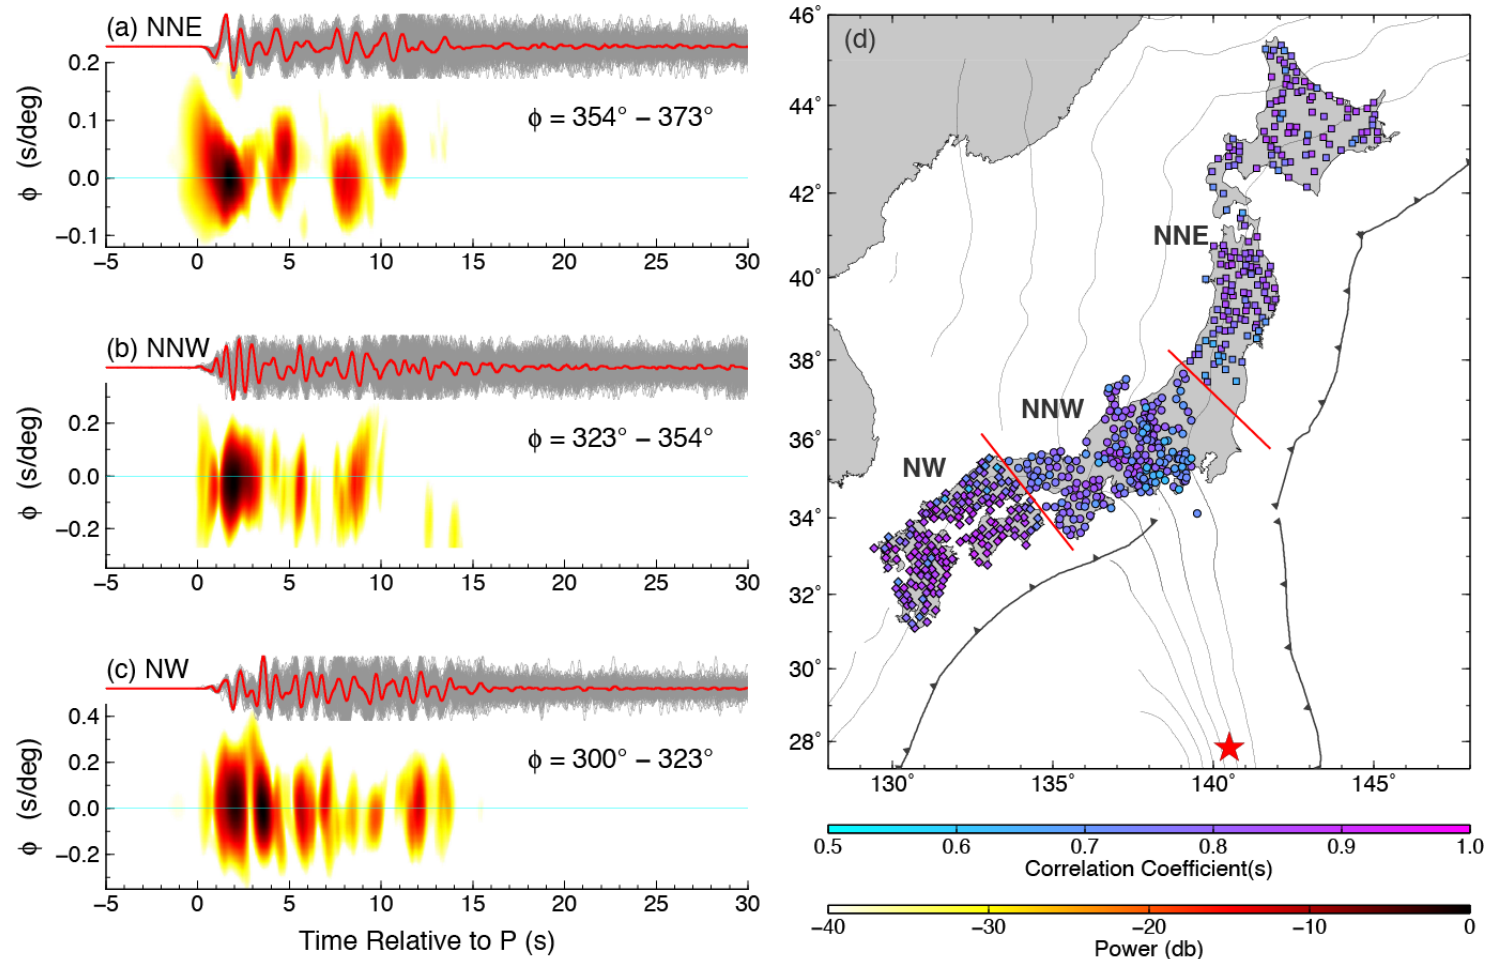 (a) NNE
0.2
0.1
0.0
−0.1
ϕ (s/deg)
ϕ = 354° − 373°
−5 0 5 10 15 20 25 30
(b) NNW
0.2
0.0
−0.2
ϕ (s/deg)
ϕ = 323° − 354°
−5 0 5 10 15 20 25 30
(c) NW
0.4
0.2
0.0
−0.2
ϕ (s/deg)
ϕ = 300° − 323°
−5 0 5 10 15 20 25 30
Time Relative to P (s)
(d)
46°
44°
42°
40°
38°
36°
34°
32°
30°
28°
NNE
NNW
NW
130° 135° 140° 145°
0.5 0.6 0.7 0.8 0.9 1.0
Correlation Coefficient(s)
−40 −30 −20 −10 0
Power (db)